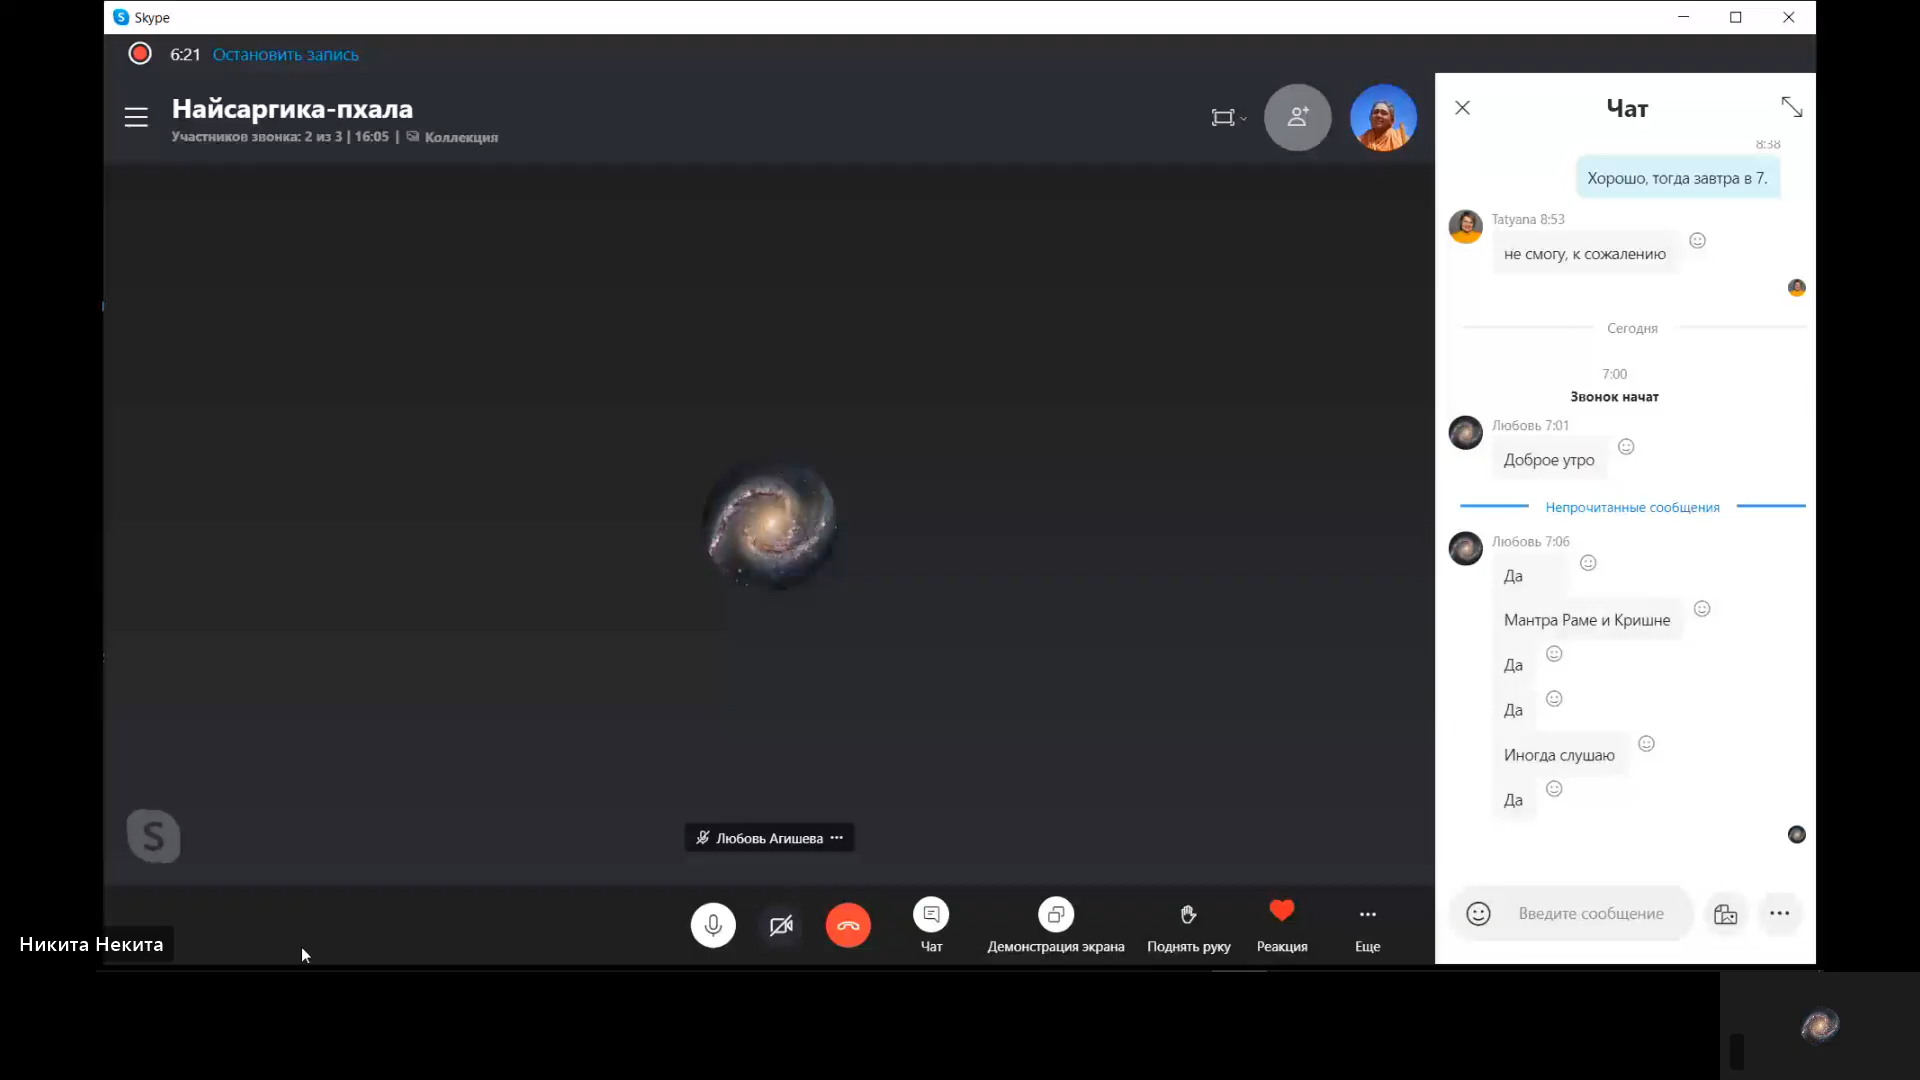 Skype
6:21 Остановить запись
Найсаргика-пхала
Участников звонка: 2 из 3 | 16:05 | Коллекция
Чат
8:38
Хорошо, тогда завтра в 7.
Tatyana 8:53
не смогу, к сожалению
Сегодня
7:00
Звонок начат
Любовь 7:01
Доброе утро
Непрочитанные сообщения
Любовь 7:06
Да
Мантра Раме и Кришне
Да
Да
Иногда слушаю
Да
Любовь Агишева
Чат
Демонстрация экрана
Поднять руку
Реакция
Еще
Введите сообщение
Никита Некита